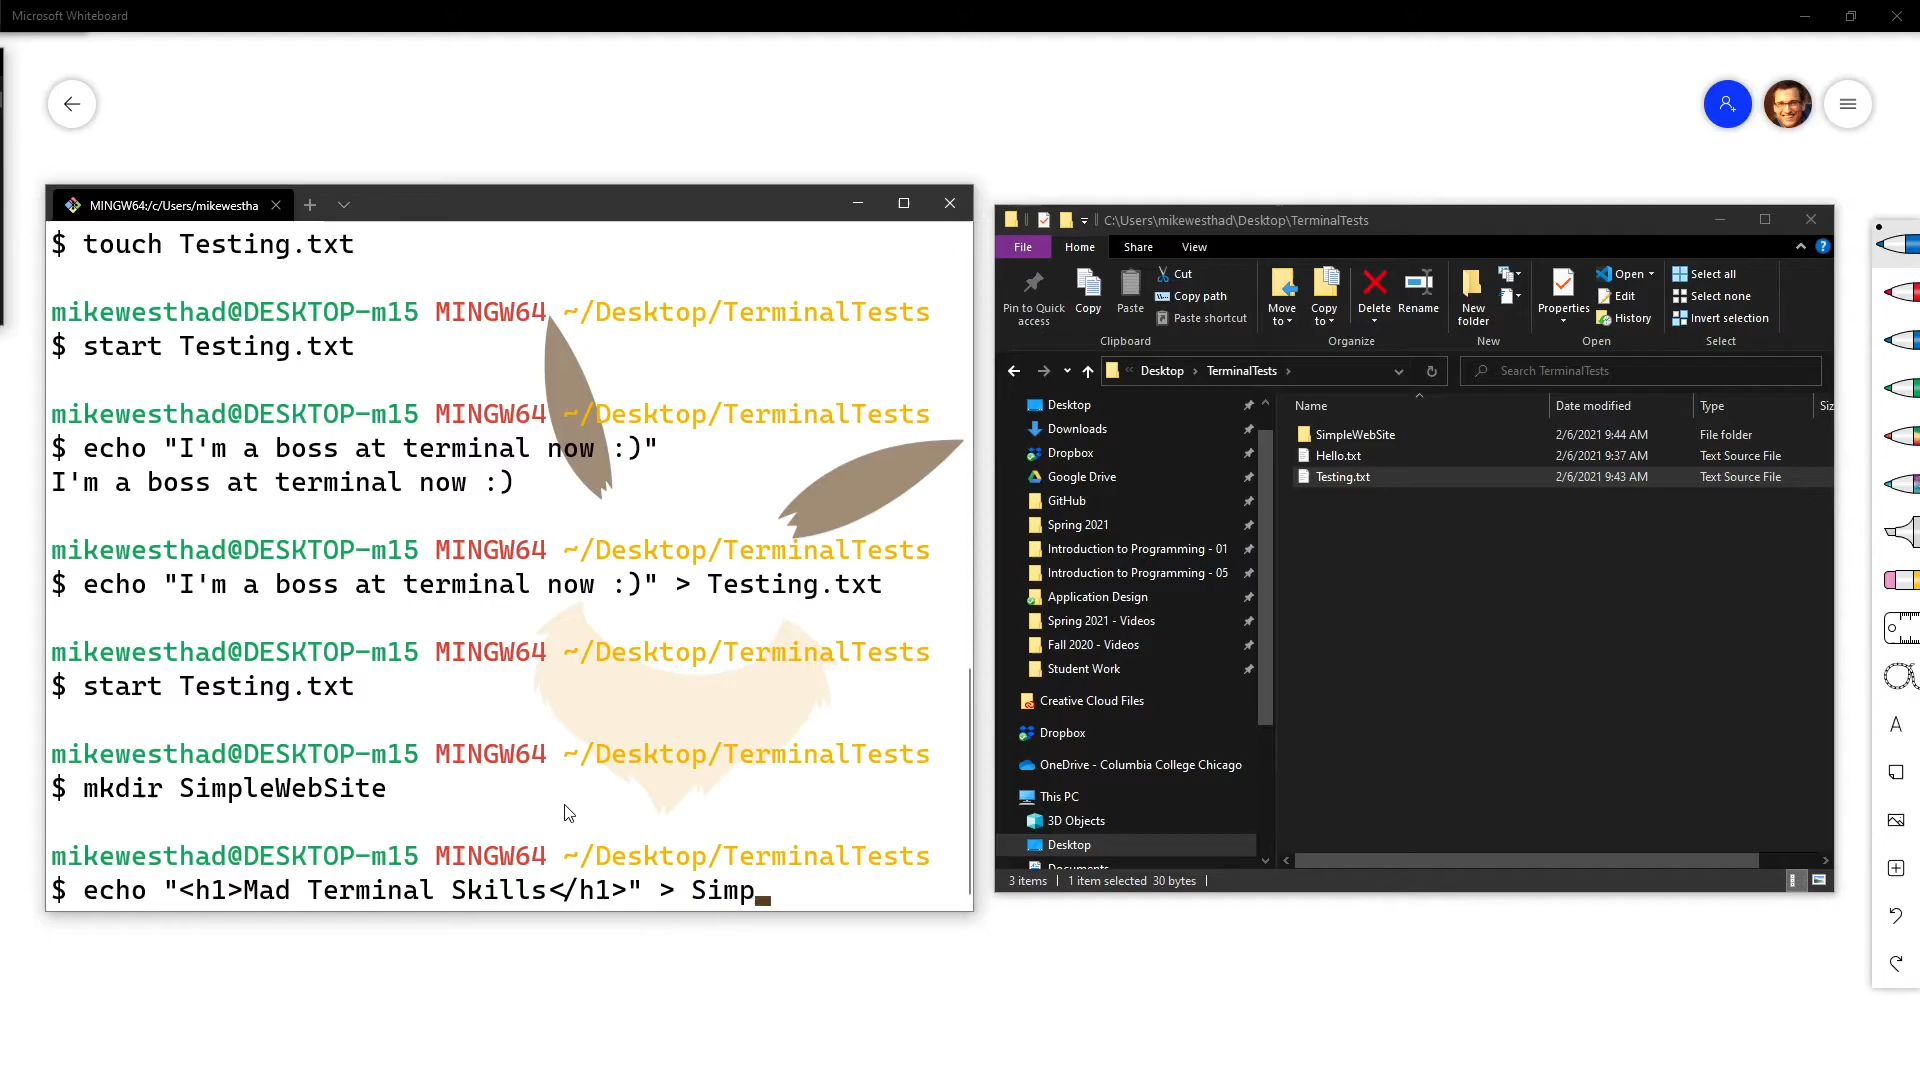 Microsoft Whiteboard
MINGW64:/c/Users/mikewestha
$ touch Testing.txt
mikewesthad@DESKTOP-m15 MINGW64 ~/Desktop/TerminalTests
$ start Testing.txt
mikewesthad@DESKTOP-m15 MINGW64 ~/Desktop/TerminalTests
$ echo "I'm a boss at terminal now :)"
I'm a boss at terminal now :)
mikewesthad@DESKTOP-m15 MINGW64 ~/Desktop/TerminalTests
$ echo "I'm a boss at terminal now :)" > Testing.txt
mikewesthad@DESKTOP-m15 MINGW64 ~/Desktop/TerminalTests
$ start Testing.txt
mikewesthad@DESKTOP-m15 MINGW64 ~/Desktop/TerminalTests
$ mkdir SimpleWebSite
mikewesthad@DESKTOP-m15 MINGW64 ~/Desktop/TerminalTests
$ echo "<h1>Mad Terminal Skills</h1>" > Simp
C:\Users\mikewesthad\Desktop\TerminalTests
File Home Share View
Pin to Quick access
Copy
Paste
Cut
Copy path
Paste shortcut
Clipboard
Move to
Copy to
Delete
Rename
Organize
New folder
New
Properties
Open
Edit
History
Open
Select all
Select none
Invert selection
Select
Desktop › TerminalTests ›
Search TerminalTests
Desktop
Downloads
Dropbox
Google Drive
GitHub
Spring 2021
Introduction to Programming - 01
Introduction to Programming - 05
Application Design
Spring 2021 - Videos
Fall 2020 - Videos
Student Work
Creative Cloud Files
Dropbox
OneDrive - Columbia College Chicago
This PC
3D Objects
Desktop
Documents
Name Date modified Type Siz
SimpleWebSite 2/6/2021 9:44 AM File folder
Hello.txt 2/6/2021 9:37 AM Text Source File
Testing.txt 2/6/2021 9:43 AM Text Source File
3 items 1 item selected 30 bytes
A